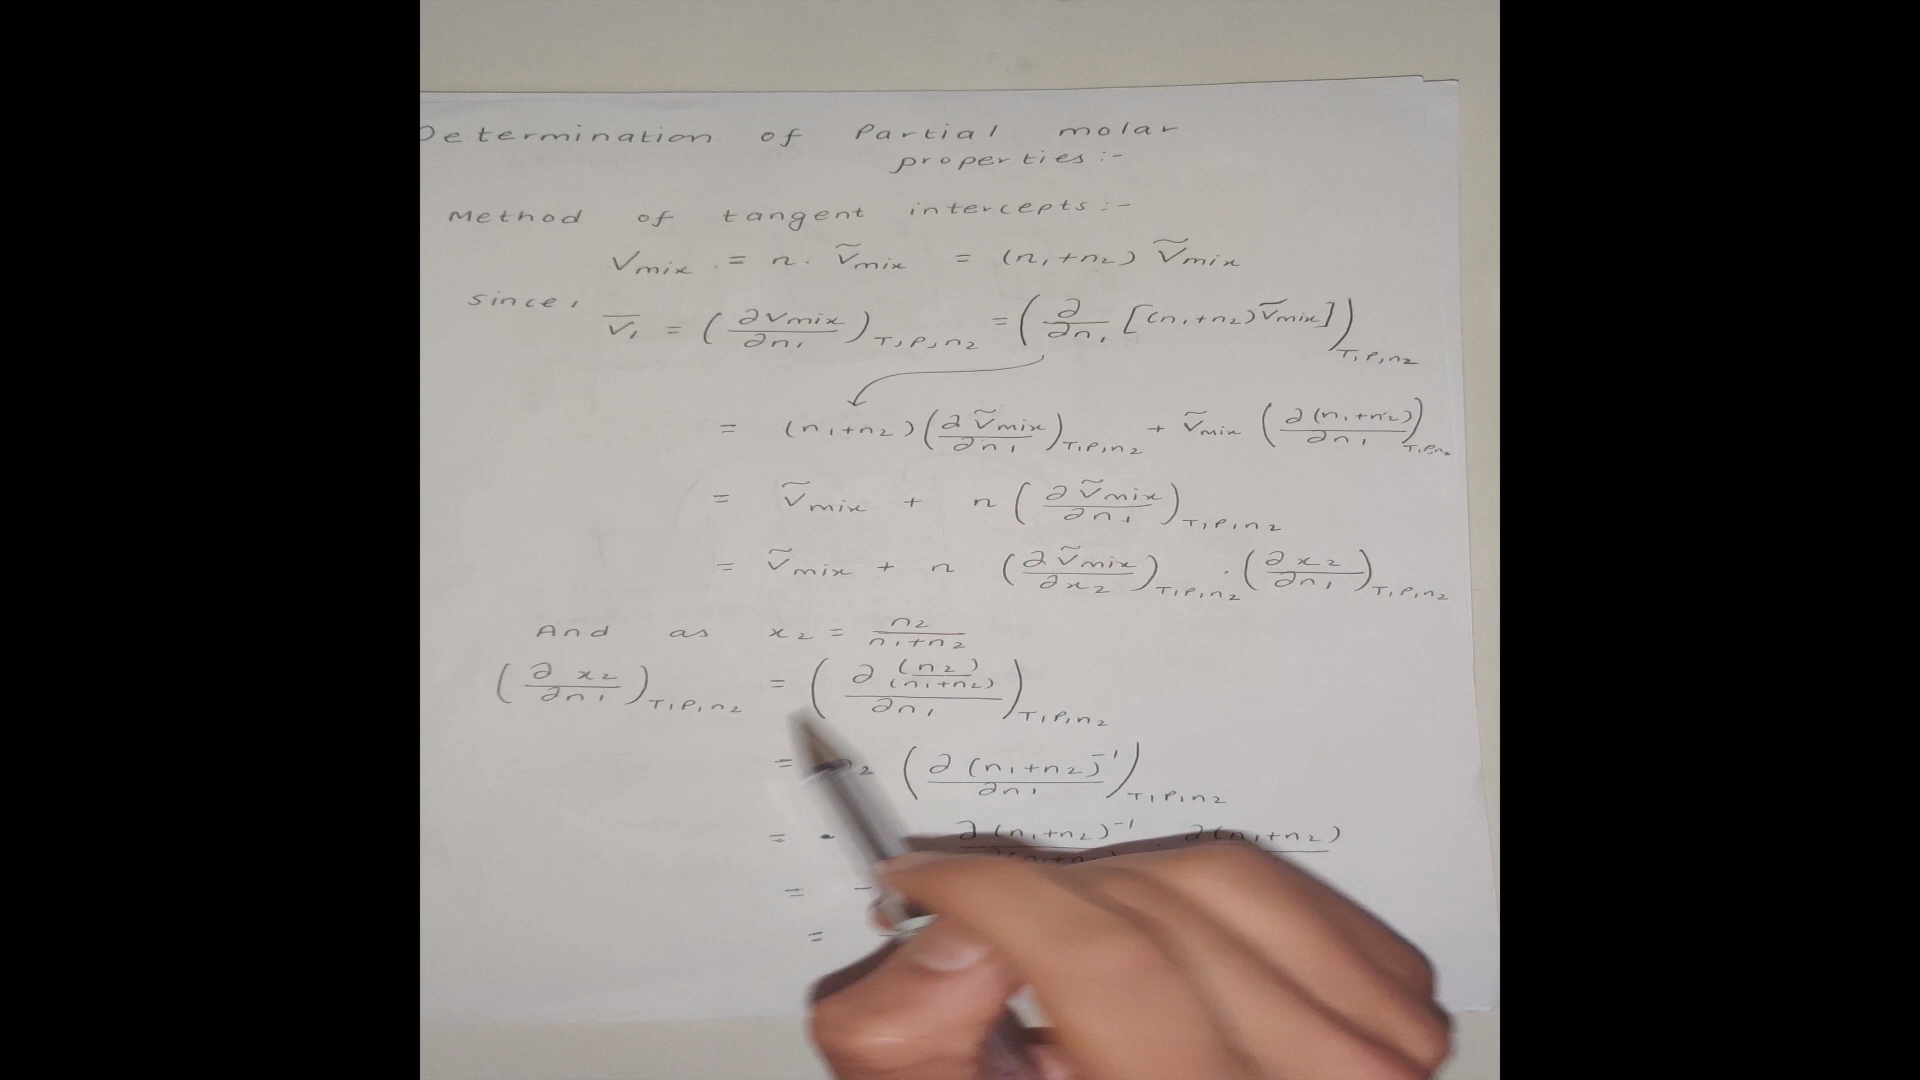 Determination of Partial molar
properties :-
Method of tangent intercepts :-
Vmix = n. Ṽmix = (n₁+n₂) Ṽmix
since, V̅₁ = (∂Vmix/∂n₁)T,P,n₂ = (∂/∂n₁ [(n₁+n₂)Ṽmix])T,P,n₂
= (n₁+n₂)(∂Ṽmix/∂n₁)T,P,n₂ + Ṽmix (∂(n₁+n₂)/∂n₁)T,P,n₂
= Ṽmix + n (∂Ṽmix/∂n₁)T,P,n₂
= Ṽmix + n (∂Ṽmix/∂x₂)T,P,n₂ . (∂x₂/∂n₁)T,P,n₂
And as x₂ = n₂/n₁+n₂
(∂x₂/∂n₁)T,P,n₂ = (∂ (n₂)/(n₁+n₂)/∂n₁)T,P,n₂
= n₂ (∂(n₁+n₂)⁻¹/∂n₁)T,P,n₂
= - ∂(n₁+n₂)⁻¹/∂(n₁+n₂) . ∂(n₁+n₂)
= -
=